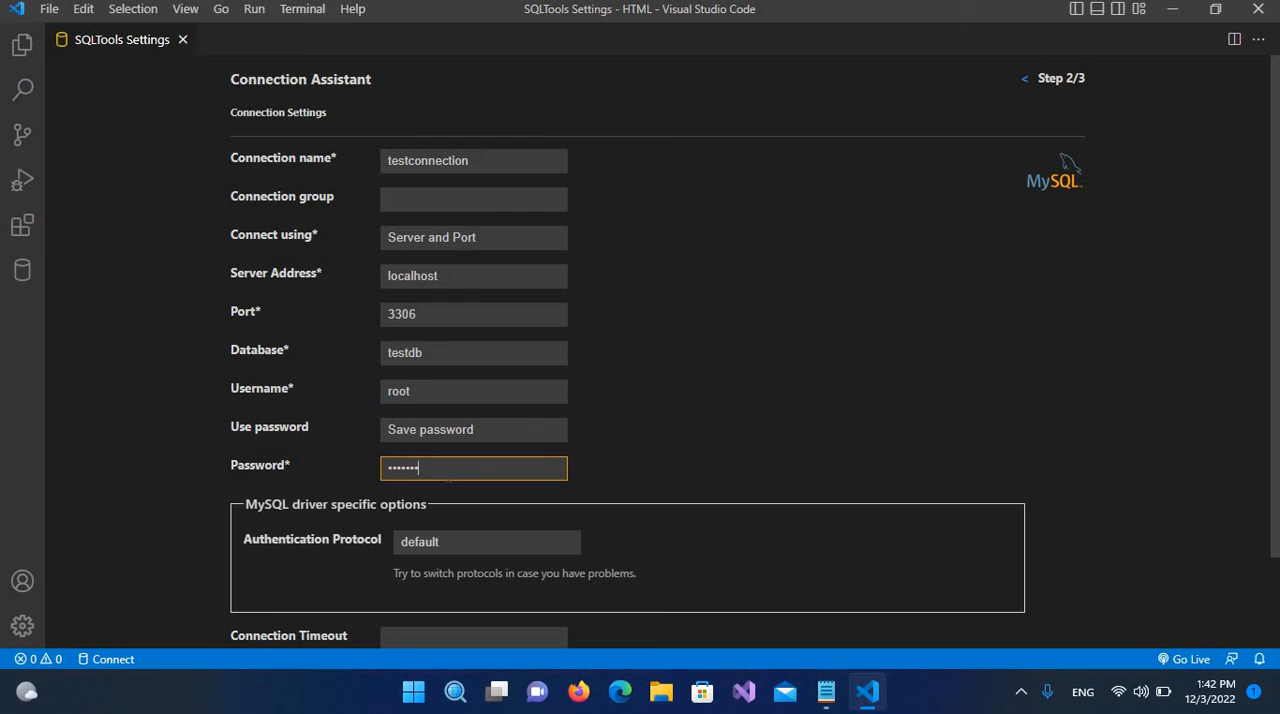 File Edit Selection View Go Run Terminal Help
SQLTools Settings - HTML - Visual Studio Code
SQLTools Settings
Connection Assistant
< Step 2/3
Connection Settings
Connection name* testconnection
MySQL
Connection group
Connect using* Server and Port
Server Address* localhost
Port* 3306
Database* testdb
Username* root
Use password Save password
Password* •••••••
MySQL driver specific options
Authentication Protocol default
Try to switch protocols in case you have problems.
Connection Timeout
0 0 Connect
Go Live
ENG
1:42 PM
12/3/2022
1